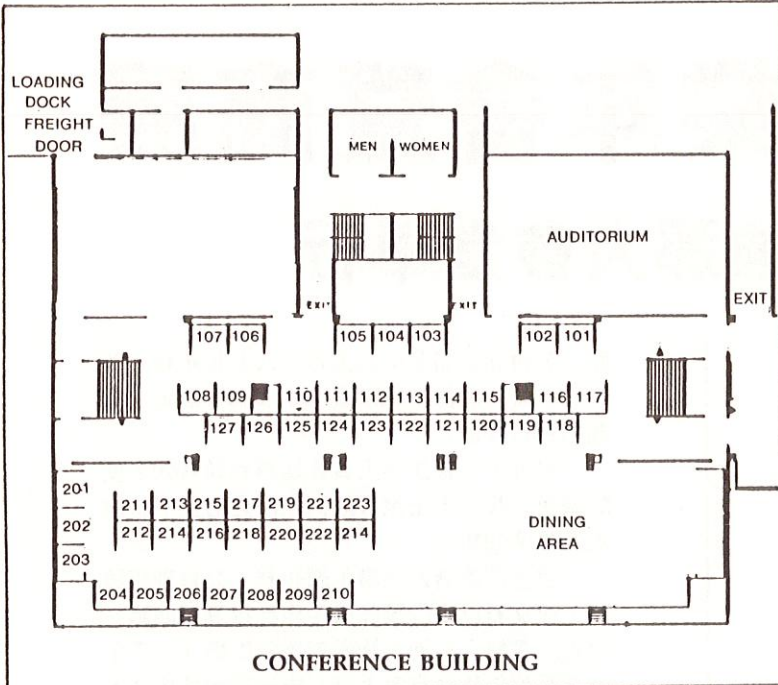 LOADING
DOCK
FREIGHT
DOOR
MEN WOMEN
AUDITORIUM
EXIT EXIT EXIT
107 106 105 104 103 102 101
108 109 110 111 112 113 114 115 116 117
127 126 125 124 123 122 121 120 119 118
201
202
203
211 213 215 217 219 221 223
212 214 216 218 220 222 214
DINING
AREA
204 205 206 207 208 209 210
CONFERENCE BUILDING